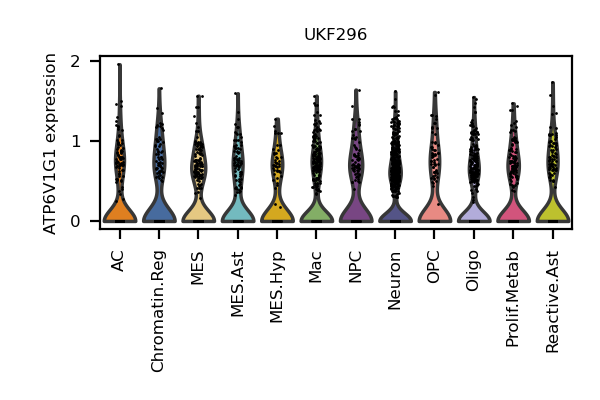 UKF296
ATP6V1G1 expression
2
1
0
AC
Chromatin.Reg
MES
MES.Ast
MES.Hyp
Mac
NPC
Neuron
OPC
Oligo
Prolif.Metab
Reactive.Ast